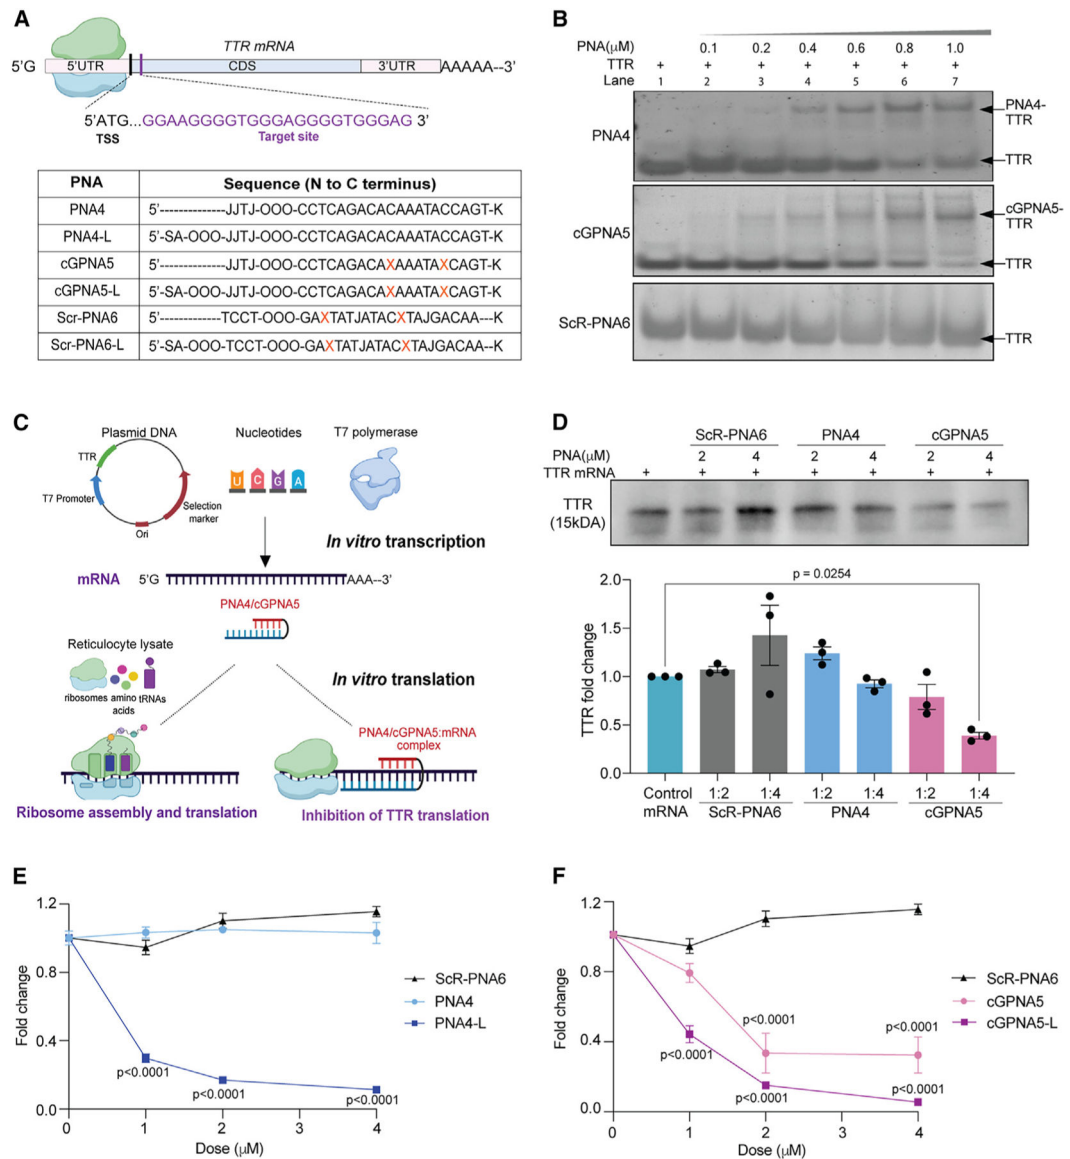 A
TTR mRNA
5'G 5'UTR CDS 3'UTR AAAAA--3'
5'ATG...GGAAGGGGTGGGAGGGGTGGGAG 3'
TSS Target site
PNA Sequence (N to C terminus)
PNA4 5'--------------JJTJ-OOO-CCTCAGACACAAATACCAGT-K
PNA4-L 5'-SA-OOO-JJTJ-OOO-CCTCAGACACAAATACCAGT-K
cGPNA5 5'--------------JJTJ-OOO-CCTCAGACAXAAATAXCAGT-K
cGPNA5-L 5'-SA-OOO-JJTJ-OOO-CCTCAGACAXAAATAXCAGT-K
Scr-PNA6 5'-------------TCCT-OOO-GAXTATJATACXTAJGACAA---K
Scr-PNA6-L 5'-SA-OOO-TCCT-OOO-GAXTATJATACXTAJGACAA--K
B
PNA(μM) 0.1 0.2 0.4 0.6 0.8 1.0
TTR + + + + + + +
Lane 1 2 3 4 5 6 7
PNA4
PNA4-
TTR
TTR
cGPNA5
cGPNA5-
TTR
TTR
ScR-PNA6
TTR
C
Plasmid DNA
TTR
T7 Promoter
Selection
marker
Ori
Nucleotides
U C G A
T7 polymerase
In vitro transcription
mRNA 5'G AAA--3'
PNA4/cGPNA5
Reticulocyte lysate
ribosomes amino tRNAs
acids
In vitro translation
PNA4/cGPNA5:mRNA
complex
Ribosome assembly and translation
Inhibition of TTR translation
D
ScR-PNA6 PNA4 cGPNA5
PNA(μM) 2 4 2 4 2 4
TTR mRNA + + + + + + +
TTR
(15kDA)
p = 0.0254
TTR fold change
2.0
1.5
1.0
0.5
0.0
Control 1:2 1:4 1:2 1:4 1:2 1:4
mRNA ScR-PNA6 PNA4 cGPNA5
E
Fold change
1.2
0.8
0.4
0.0
p<0.0001
p<0.0001
p<0.0001
0 1 2 3 4
Dose (μM)
ScR-PNA6
PNA4
PNA4-L
F
Fold change
1.2
0.8
0.4
0.0
p<0.0001
p<0.0001
p<0.0001
p<0.0001
p<0.0001
0 1 2 3 4
Dose (μM)
ScR-PNA6
cGPNA5
cGPNA5-L